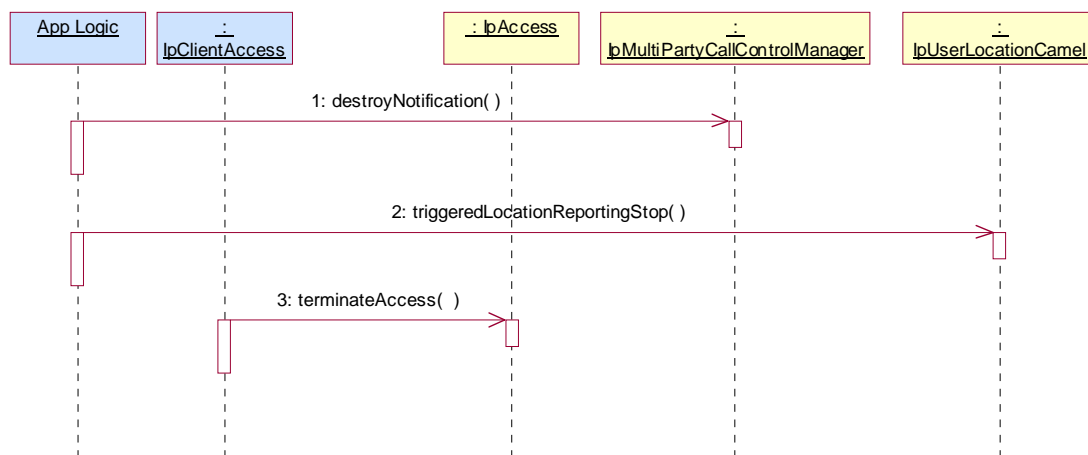 App Logic
:
IpClientAccess
: IpAccess
:
IpMultiPartyCallControlManager
:
IpUserLocationCamel
1: destroyNotification( )
2: triggeredLocationReportingStop( )
3: terminateAccess(  )